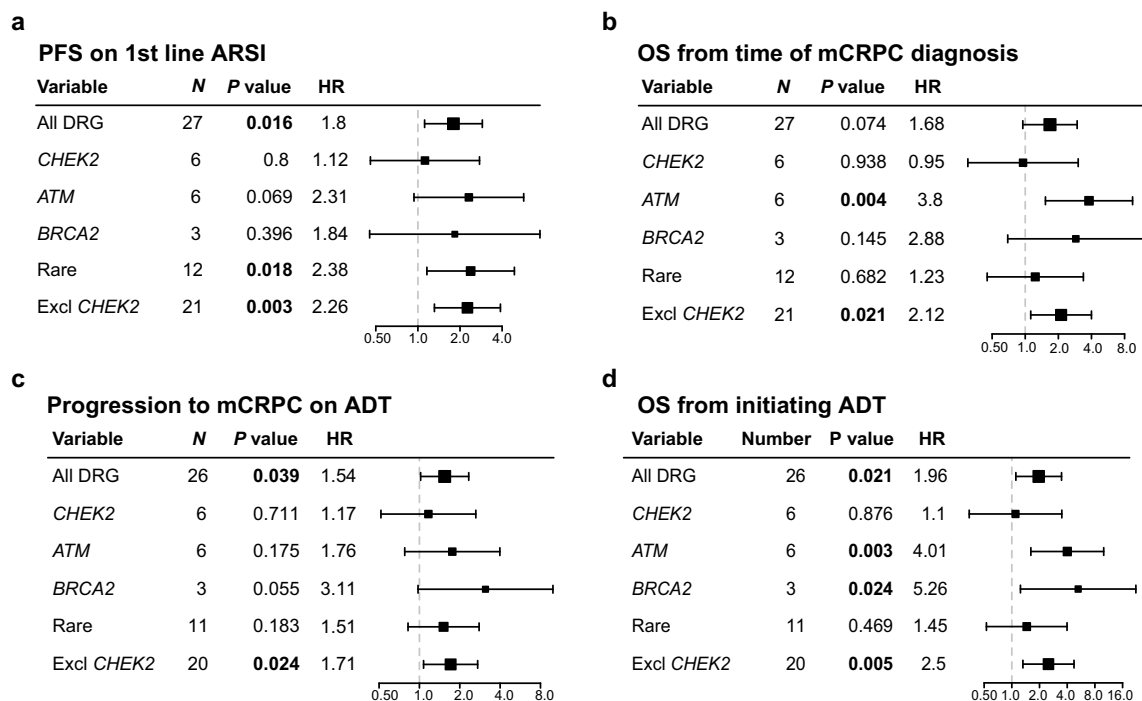 a
PFS on 1st line ARSI
Variable N P value HR
All DRG 27 0.016 1.8
CHEK2 6 0.8 1.12
ATM 6 0.069 2.31
BRCA2 3 0.396 1.84
Rare 12 0.018 2.38
Excl CHEK2 21 0.003 2.26
0.50 1.0 2.0 4.0
b
OS from time of mCRPC diagnosis
Variable N P value HR
All DRG 27 0.074 1.68
CHEK2 6 0.938 0.95
ATM 6 0.004 3.8
BRCA2 3 0.145 2.88
Rare 12 0.682 1.23
Excl CHEK2 21 0.021 2.12
0.50 1.0 2.0 4.0 8.0
c
Progression to mCRPC on ADT
Variable N P value HR
All DRG 26 0.039 1.54
CHEK2 6 0.711 1.17
ATM 6 0.175 1.76
BRCA2 3 0.055 3.11
Rare 11 0.183 1.51
Excl CHEK2 20 0.024 1.71
0.50 1.0 2.0 4.0 8.0
d
OS from initiating ADT
Variable Number P value HR
All DRG 26 0.021 1.96
CHEK2 6 0.876 1.1
ATM 6 0.003 4.01
BRCA2 3 0.024 5.26
Rare 11 0.469 1.45
Excl CHEK2 20 0.005 2.5
0.50 1.0 2.0 4.0 8.0 16.0